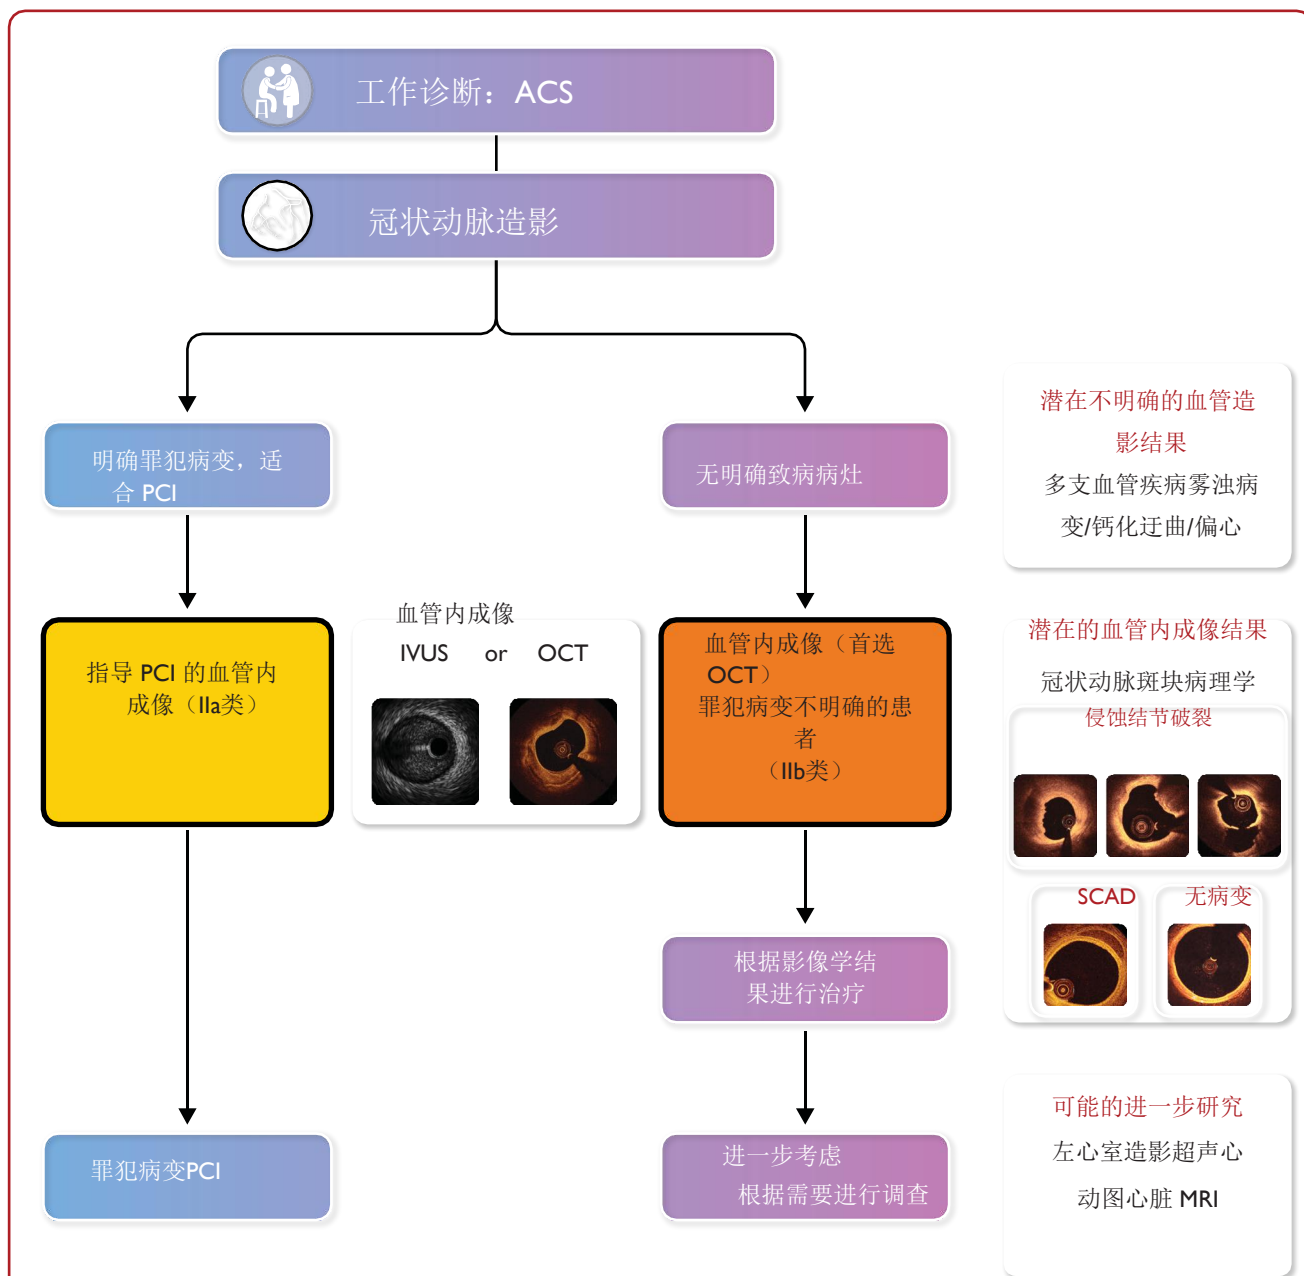 工作诊断：ACS
冠状动脉造影
明确罪犯病变，适
合 PCI
无明确致病病灶
潜在不明确的血管造
影结果
多支血管疾病雾浊病
变/钙化迂曲/偏心
指导 PCI 的血管内
成像（IIa类）
血管内成像
IVUS or OCT
血管内成像（首选
OCT）
罪犯病变不明确的患
者
（IIb类）
潜在的血管内成像结果
冠状动脉斑块病理学
侵蚀结节破裂
SCAD
无病变
根据影像学结
果进行治疗
罪犯病变PCI
进一步考虑
根据需要进行调查
可能的进一步研究
左心室造影超声心
动图心脏 MRI